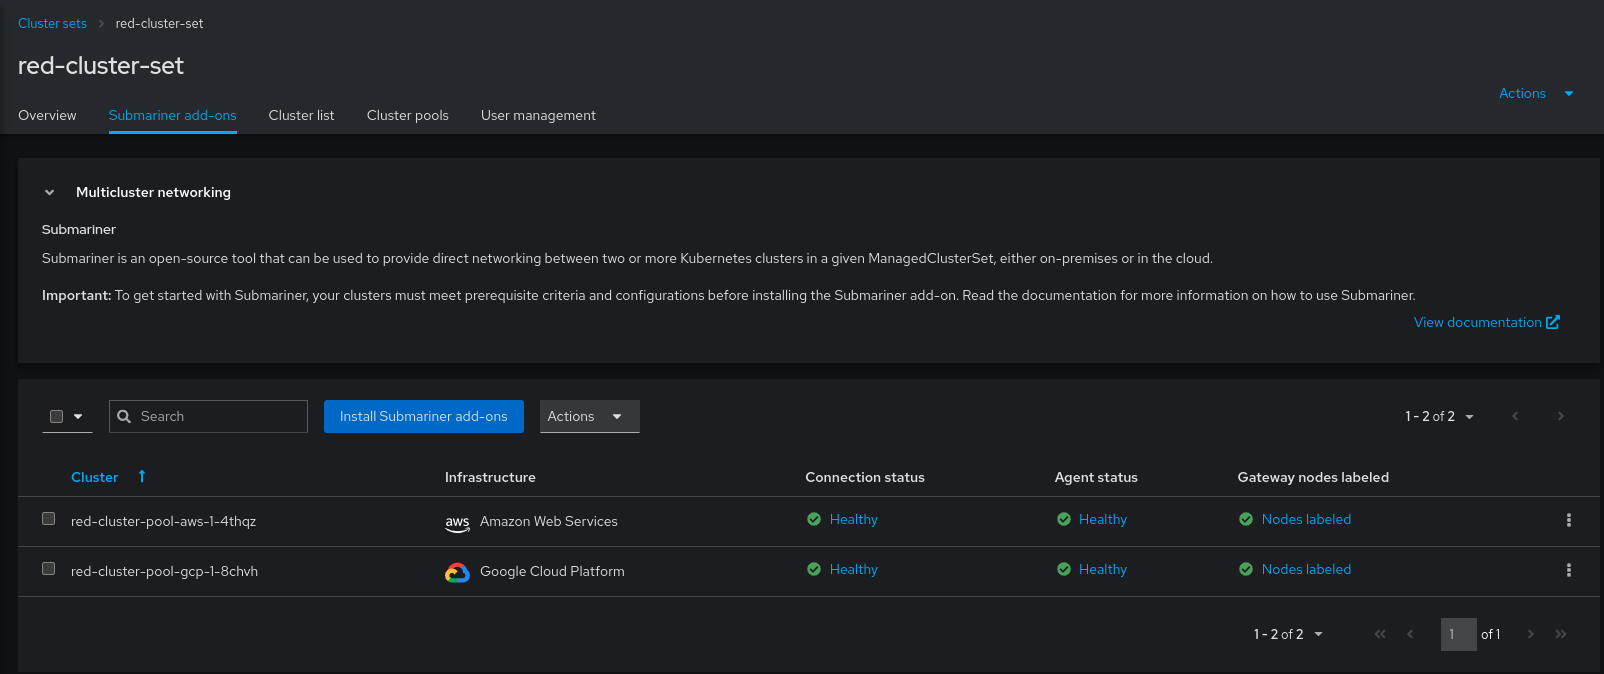 Cluster sets red-cluster-set
red-cluster-set
Actions
Overview Submariner add-ons Cluster list Cluster pools User management
Multicluster networking
Submariner
Submariner is an open-source tool that can be used to provide direct networking between two or more Kubernetes clusters in a given ManagedClusterSet, either on-premises or in the cloud.
Important: To get started with Submariner, your clusters must meet prerequisite criteria and configurations before installing the Submariner add-on. Read the documentation for more information on how to use Submariner.
View documentation
Search Install Submariner add-ons Actions 1 - 2 of 2
Cluster Infrastructure Connection status Agent status Gateway nodes labeled
red-cluster-pool-aws-1-4thqz aws Amazon Web Services Healthy Healthy Nodes labeled
red-cluster-pool-gcp-1-8chvh Google Cloud Platform Healthy Healthy Nodes labeled
1 - 2 of 2 1 of 1